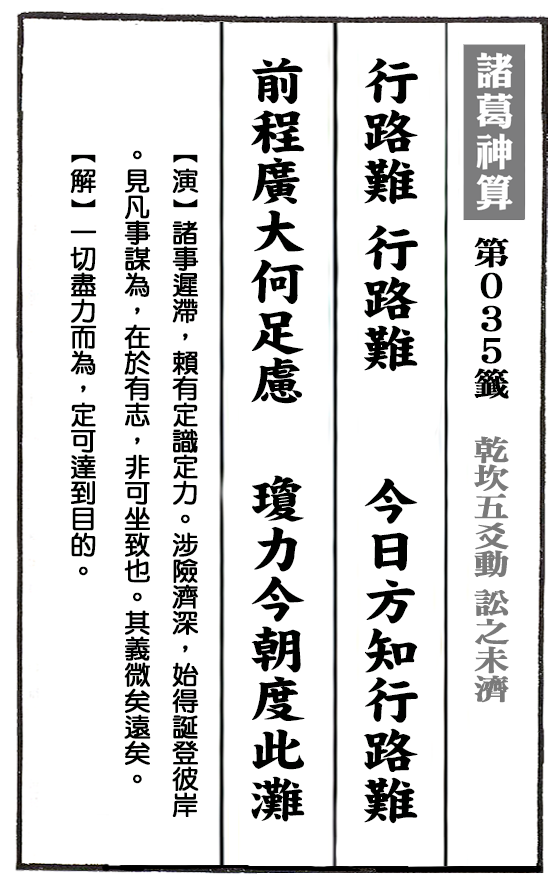 諸葛神算 第０３５籤 乾坎五爻動 訟之未濟
行路難 行路難 今日方知行路難
前程廣大何足慮 瓊力今朝度此灘
【演】諸事遲滯，賴有定識定力。涉險濟深，始得誕登彼岸
。見凡事謀為，在於有志，非可坐致也。其義微矣遠矣。
【解】一切盡力而為，定可達到目的。